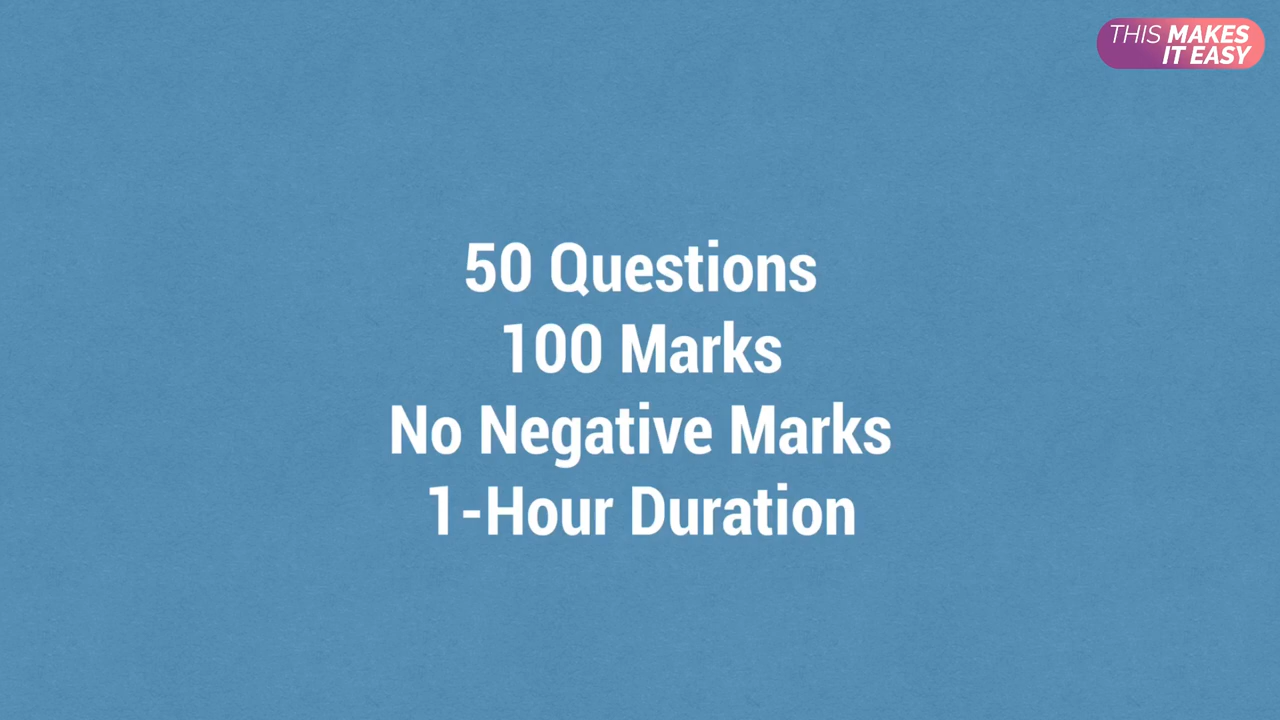 THIS MAKES
IT EASY
50 Questions
100 Marks
No Negative Marks
1-Hour Duration